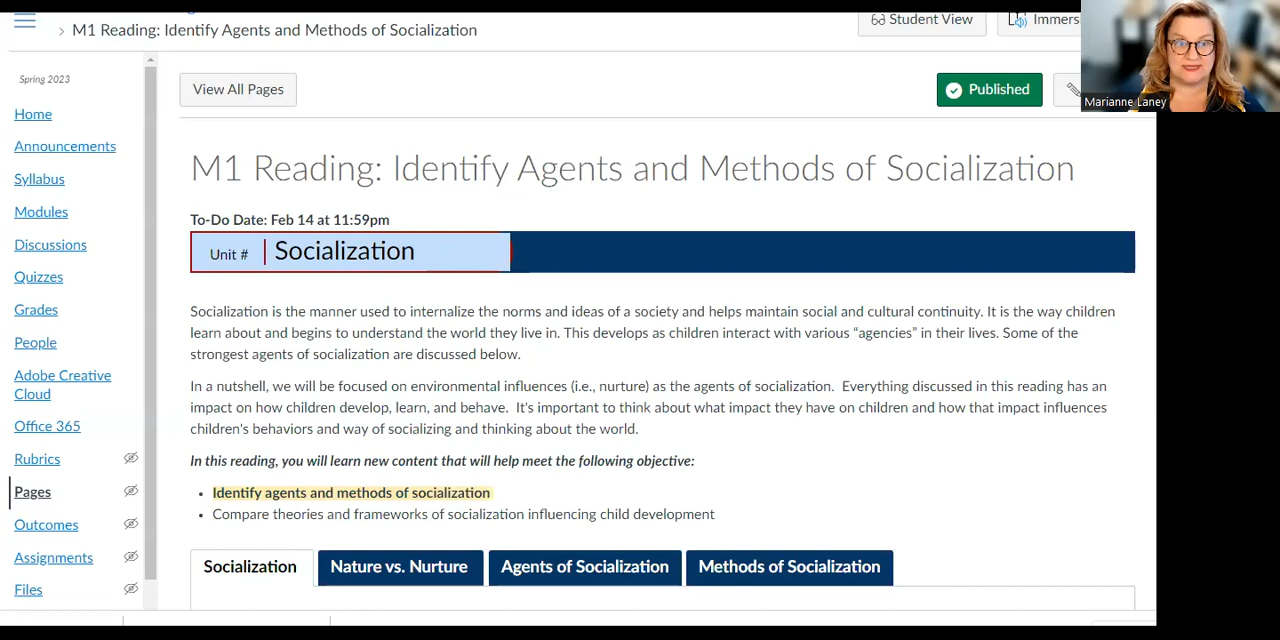 M1 Reading: Identify Agents and Methods of Socialization
Student View
Marianne Laney
Spring 2023
Home
Announcements
Syllabus
Modules
Discussions
Quizzes
Grades
People
Adobe Creative
Cloud
Office 365
Rubrics
Pages
Outcomes
Assignments
Files
View All Pages
Published
M1 Reading: Identify Agents and Methods of Socialization
To-Do Date: Feb 14 at 11:59pm
Unit # Socialization
Socialization is the manner used to internalize the norms and ideas of a society and helps maintain social and cultural continuity. It is the way children
learn about and begins to understand the world they live in. This develops as children interact with various “agencies” in their lives. Some of the
strongest agents of socialization are discussed below.
In a nutshell, we will be focused on environmental influences (i.e., nurture) as the agents of socialization. Everything discussed in this reading has an
impact on how children develop, learn, and behave. It's important to think about what impact they have on children and how that impact influences
children's behaviors and way of socializing and thinking about the world.
In this reading, you will learn new content that will help meet the following objective:
• Identify agents and methods of socialization
• Compare theories and frameworks of socialization influencing child development
Socialization Nature vs. Nurture Agents of Socialization Methods of Socialization